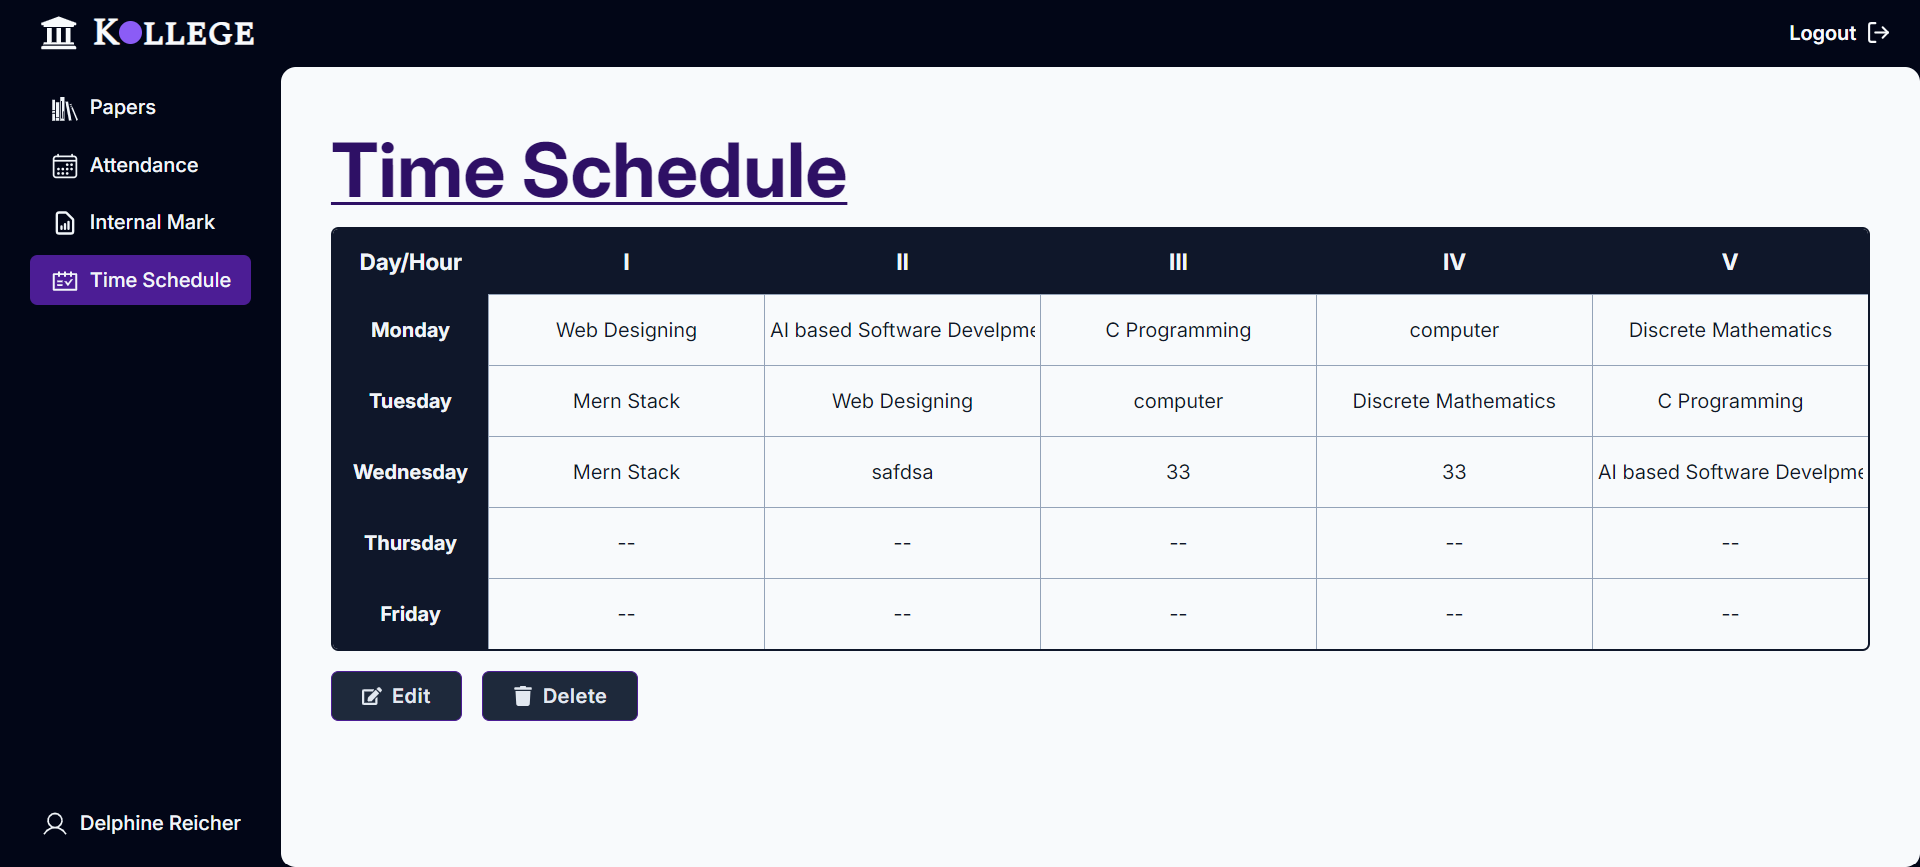 KOLLEGE
Logout
Papers
Attendance
Internal Mark
Time Schedule
Time Schedule
Day/Hour I II III IV V
Monday Web Designing AI based Software Develpme C Programming computer Discrete Mathematics
Tuesday Mern Stack Web Designing computer Discrete Mathematics C Programming
Wednesday Mern Stack safdsa 33 33 AI based Software Develpme
Thursday -- -- -- -- --
Friday -- -- -- -- --
Edit Delete
Delphine Reicher